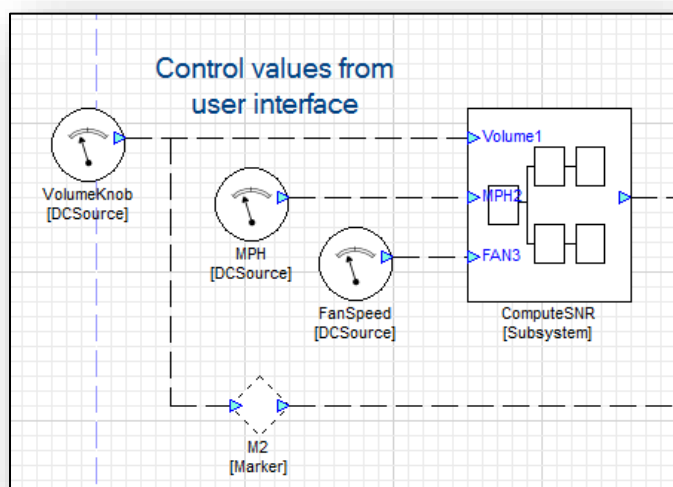 Control values from
user interface
VolumeKnob
[DCSource]
MPH
[DCSource]
FanSpeed
[DCSource]
Volume1
MPH2
FAN3
ComputeSNR
[Subsystem]
M2
[Marker]